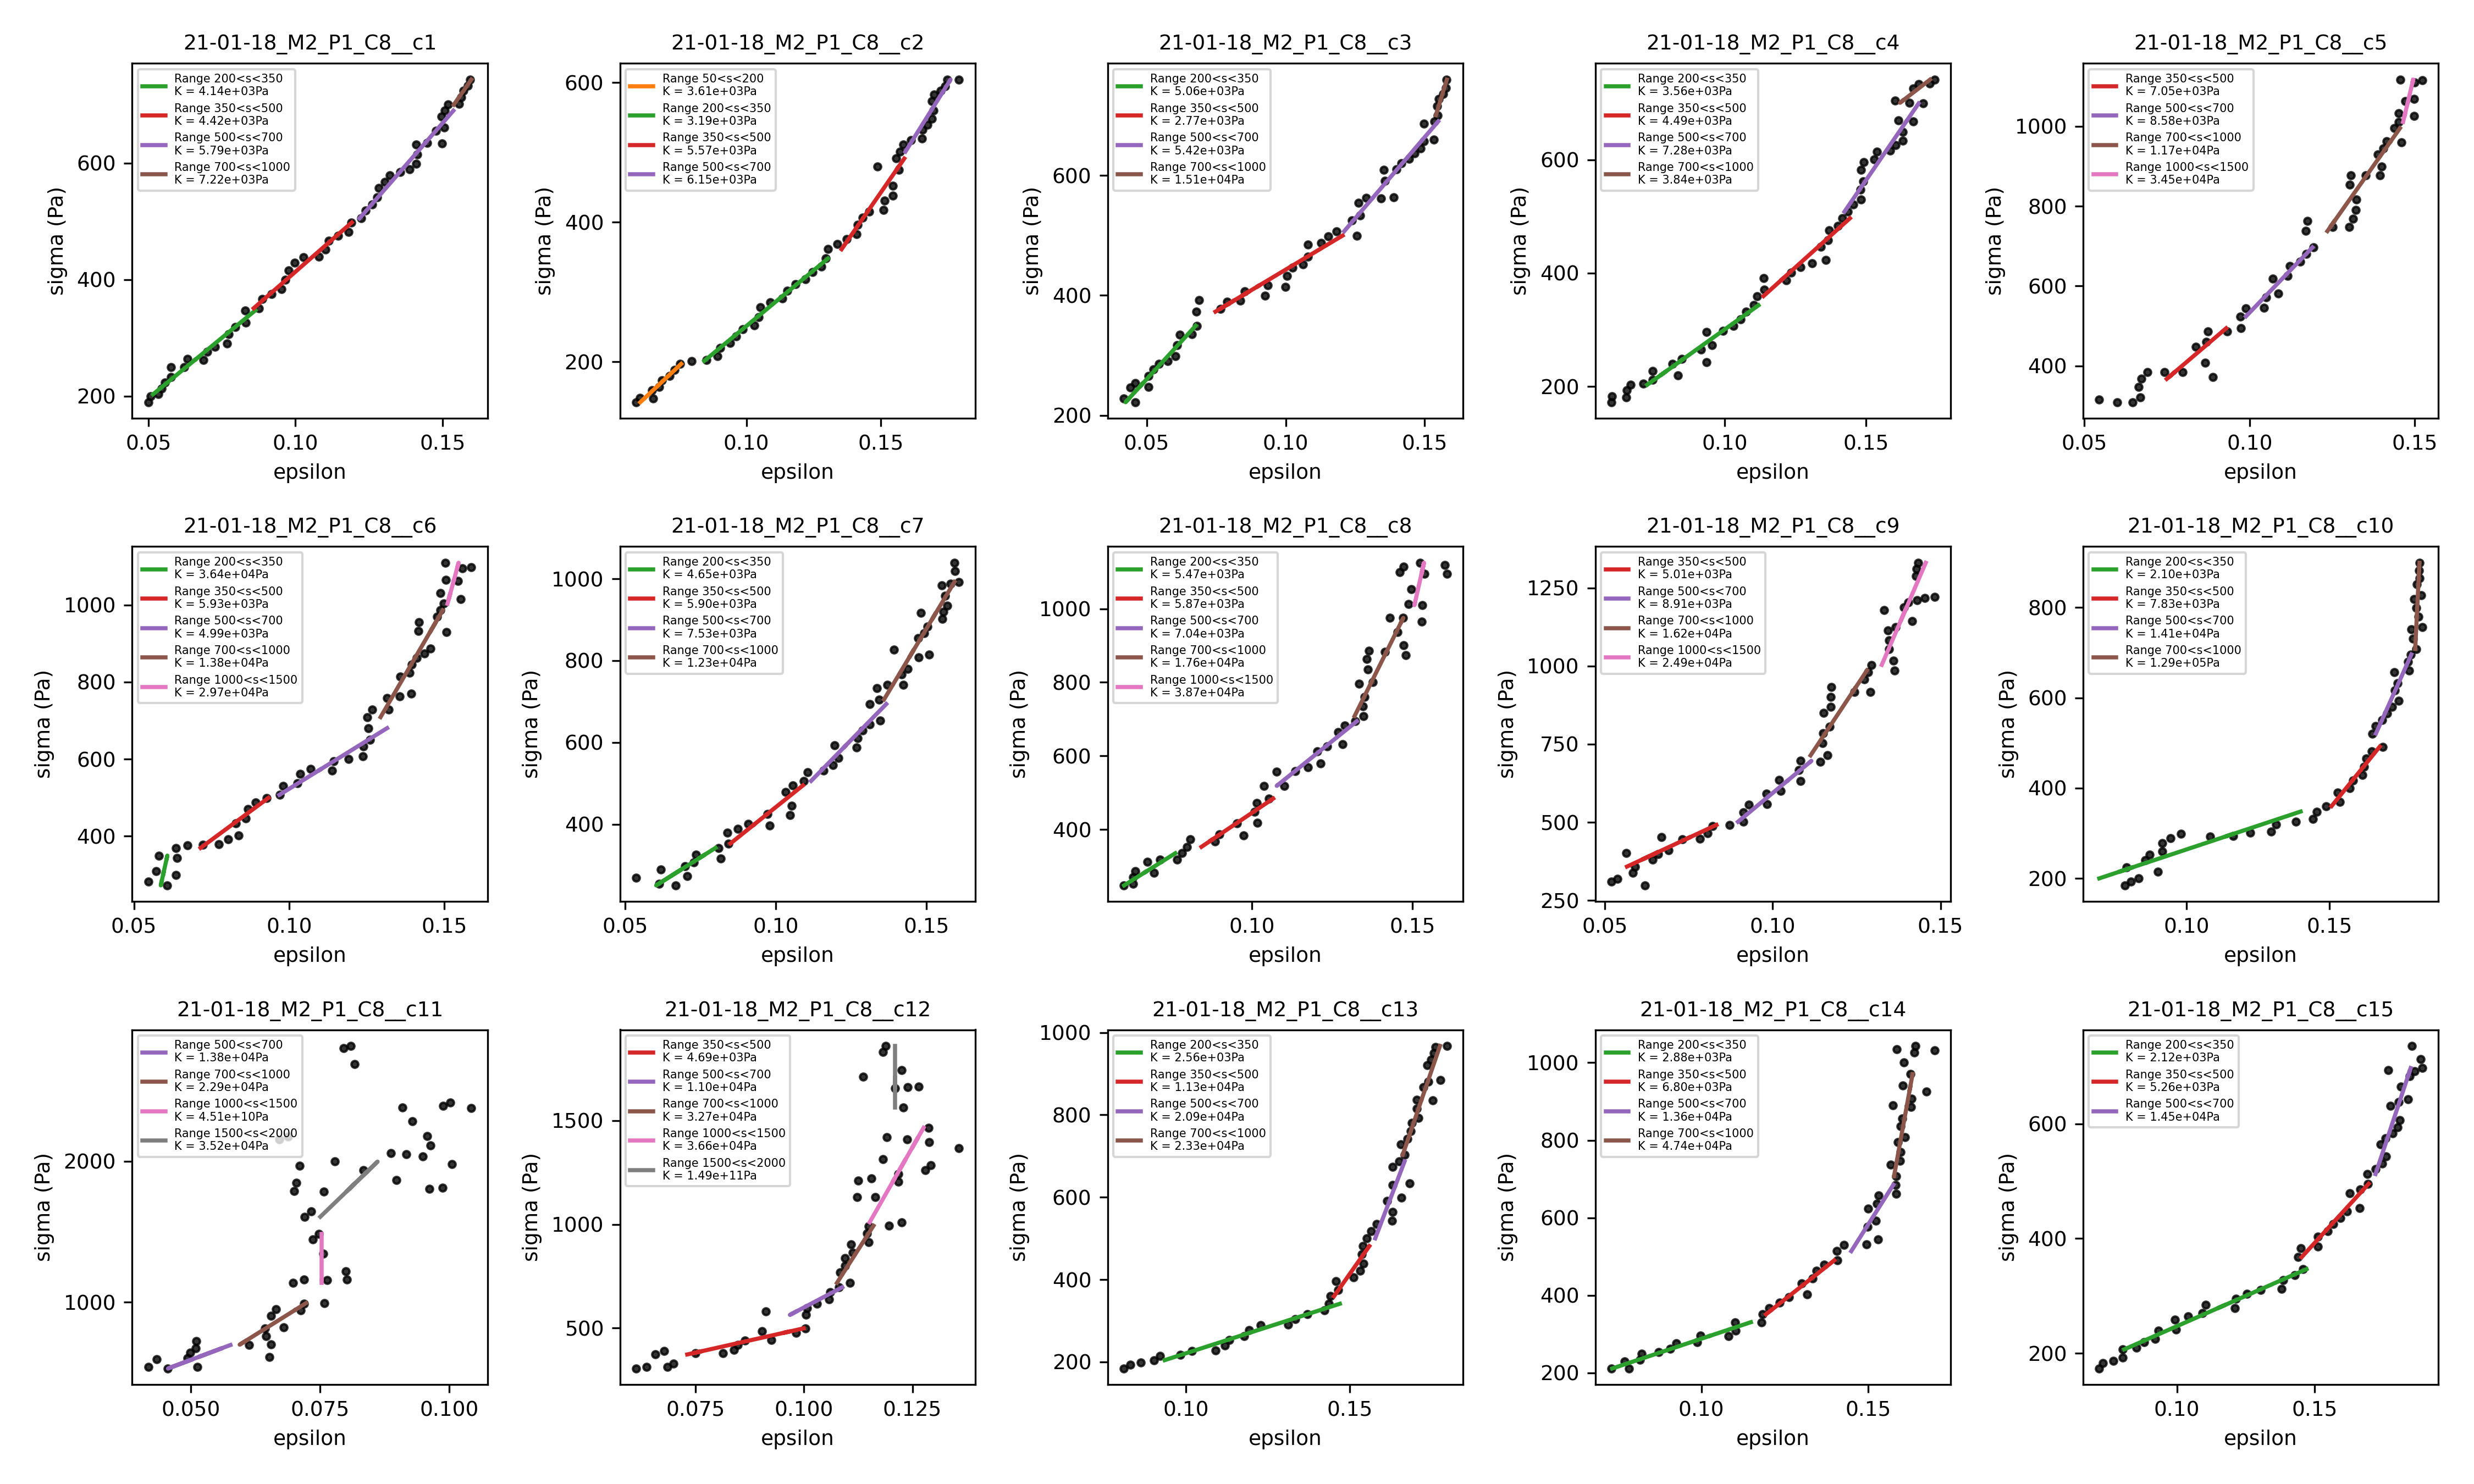 21-01-18_M2_P1_C8__c1
Range 200<s<350
K = 4.14e+03Pa
Range 350<s<500
K = 4.42e+03Pa
Range 500<s<700
K = 5.79e+03Pa
Range 700<s<1000
K = 7.22e+03Pa
600
400
200
sigma (Pa)
0.05
0.10
0.15
epsilon
21-01-18_M2_P1_C8__c2
Range 50<s<200
K = 3.61e+03Pa
Range 200<s<350
K = 3.19e+03Pa
Range 350<s<500
K = 5.57e+03Pa
Range 500<s<700
K = 6.15e+03Pa
600
400
200
sigma (Pa)
0.10
0.15
epsilon
21-01-18_M2_P1_C8__c3
Range 200<s<350
K = 5.06e+03Pa
Range 350<s<500
K = 2.77e+03Pa
Range 500<s<700
K = 5.42e+03Pa
Range 700<s<1000
K = 1.51e+04Pa
600
400
200
sigma (Pa)
0.05
0.10
0.15
epsilon
21-01-18_M2_P1_C8__c4
Range 200<s<350
K = 3.56e+03Pa
Range 350<s<500
K = 4.49e+03Pa
Range 500<s<700
K = 7.28e+03Pa
Range 700<s<1000
K = 3.84e+03Pa
600
400
200
sigma (Pa)
0.10
0.15
epsilon
21-01-18_M2_P1_C8__c5
Range 350<s<500
K = 7.05e+03Pa
Range 500<s<700
K = 8.58e+03Pa
Range 700<s<1000
K = 1.17e+04Pa
Range 1000<s<1500
K = 3.45e+04Pa
1000
800
600
400
sigma (Pa)
0.05
0.10
0.15
epsilon
21-01-18_M2_P1_C8__c6
Range 200<s<350
K = 3.64e+04Pa
Range 350<s<500
K = 5.93e+03Pa
Range 500<s<700
K = 4.99e+03Pa
Range 700<s<1000
K = 1.38e+04Pa
Range 1000<s<1500
K = 2.97e+04Pa
1000
800
600
400
sigma (Pa)
0.05
0.10
0.15
epsilon
21-01-18_M2_P1_C8__c7
Range 200<s<350
K = 4.65e+03Pa
Range 350<s<500
K = 5.90e+03Pa
Range 500<s<700
K = 7.53e+03Pa
Range 700<s<1000
K = 1.23e+04Pa
1000
800
600
400
sigma (Pa)
0.05
0.10
0.15
epsilon
21-01-18_M2_P1_C8__c8
Range 200<s<350
K = 5.47e+03Pa
Range 350<s<500
K = 5.87e+03Pa
Range 500<s<700
K = 7.04e+03Pa
Range 700<s<1000
K = 1.76e+04Pa
Range 1000<s<1500
K = 3.87e+04Pa
1000
800
600
400
sigma (Pa)
0.10
0.15
epsilon
21-01-18_M2_P1_C8__c9
Range 350<s<500
K = 5.01e+03Pa
Range 500<s<700
K = 8.91e+03Pa
Range 700<s<1000
K = 1.62e+04Pa
Range 1000<s<1500
K = 2.49e+04Pa
1250
1000
750
500
250
sigma (Pa)
0.05
0.10
0.15
epsilon
21-01-18_M2_P1_C8__c10
Range 200<s<350
K = 2.10e+03Pa
Range 350<s<500
K = 7.83e+03Pa
Range 500<s<700
K = 1.41e+04Pa
Range 700<s<1000
K = 1.29e+05Pa
800
600
400
200
sigma (Pa)
0.10
0.15
epsilon
21-01-18_M2_P1_C8__c11
Range 500<s<700
K = 1.38e+04Pa
Range 700<s<1000
K = 2.29e+04Pa
Range 1000<s<1500
K = 4.51e+10Pa
Range 1500<s<2000
K = 3.52e+04Pa
2000
1000
sigma (Pa)
0.050
0.075
0.100
epsilon
21-01-18_M2_P1_C8__c12
Range 350<s<500
K = 4.69e+03Pa
Range 500<s<700
K = 1.10e+04Pa
Range 700<s<1000
K = 3.27e+04Pa
Range 1000<s<1500
K = 3.66e+04Pa
Range 1500<s<2000
K = 1.49e+11Pa
1500
1000
500
sigma (Pa)
0.075
0.100
0.125
epsilon
21-01-18_M2_P1_C8__c13
Range 200<s<350
K = 2.56e+03Pa
Range 350<s<500
K = 1.13e+04Pa
Range 500<s<700
K = 2.09e+04Pa
Range 700<s<1000
K = 2.33e+04Pa
1000
800
600
400
200
sigma (Pa)
0.10
0.15
epsilon
21-01-18_M2_P1_C8__c14
Range 200<s<350
K = 2.88e+03Pa
Range 350<s<500
K = 6.80e+03Pa
Range 500<s<700
K = 1.36e+04Pa
Range 700<s<1000
K = 4.74e+04Pa
1000
800
600
400
200
sigma (Pa)
0.10
0.15
epsilon
21-01-18_M2_P1_C8__c15
Range 200<s<350
K = 2.12e+03Pa
Range 350<s<500
K = 5.26e+03Pa
Range 500<s<700
K = 1.45e+04Pa
600
400
200
sigma (Pa)
0.10
0.15
epsilon